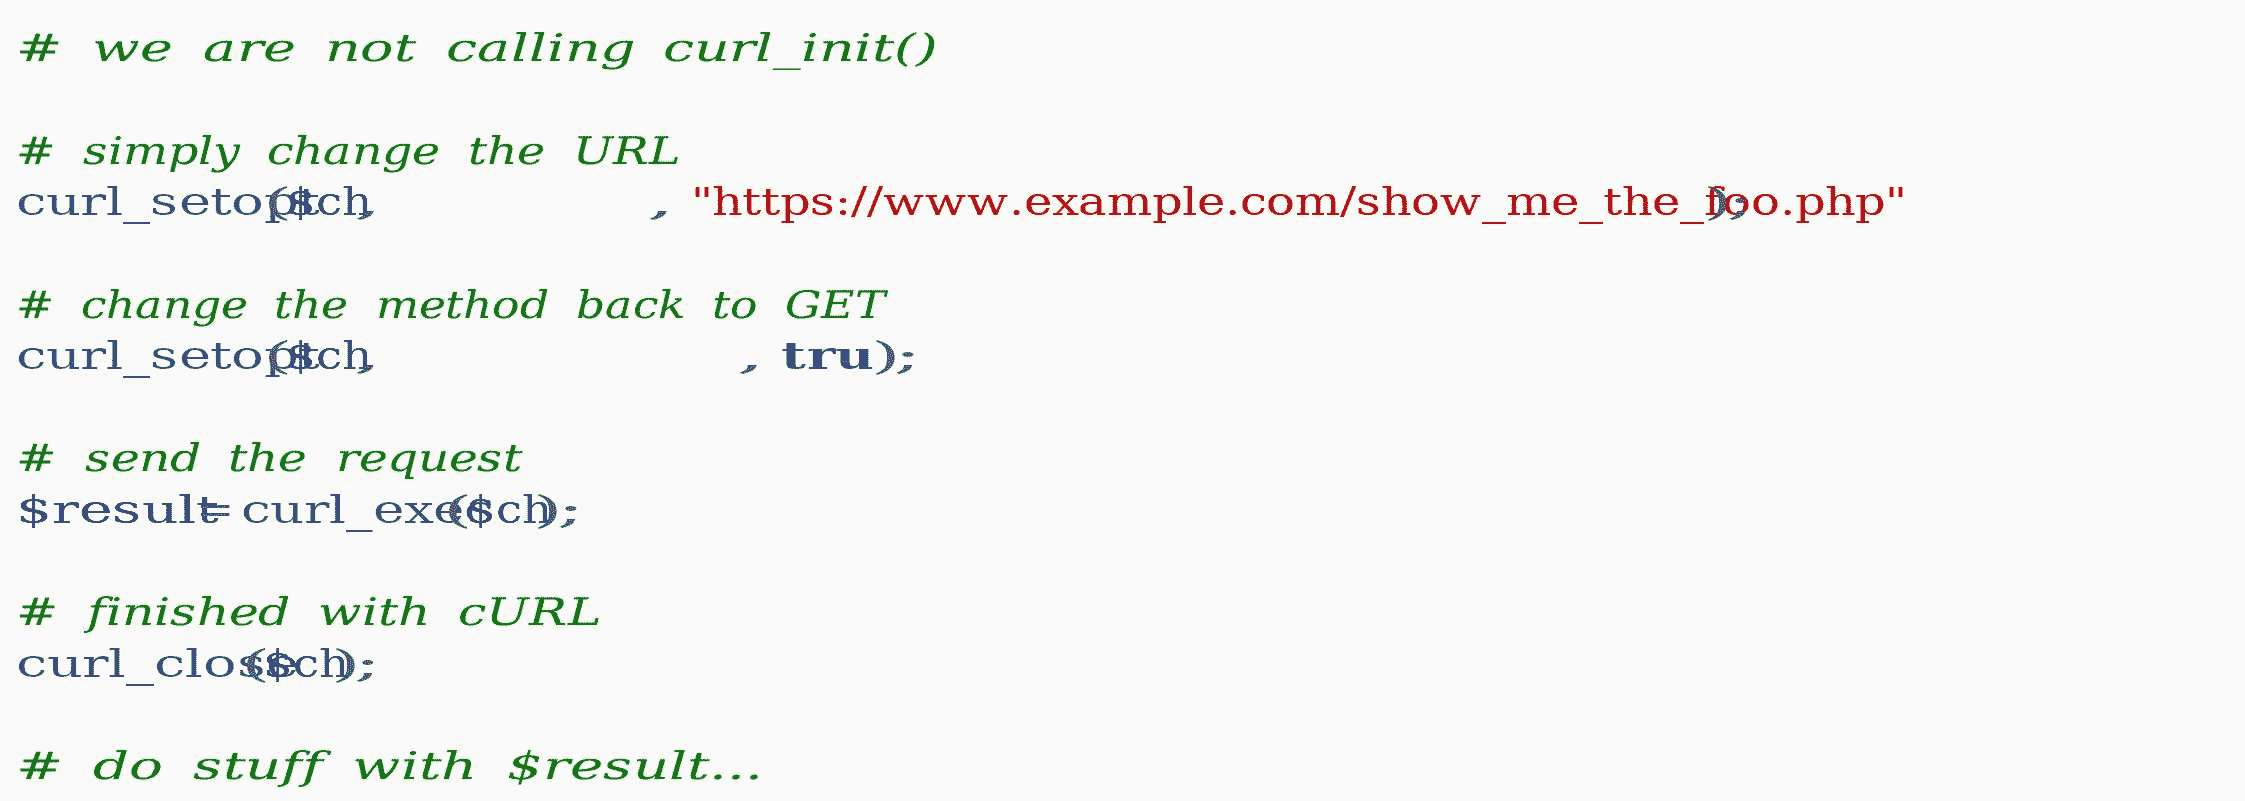 # we are not calling curl_init()
# simply change the URL
curl_setopt($ch, , "https://www.example.com/show_me_the_foo.php");
# change the method back to GET
curl_setopt($ch, , tru);
# send the request
$result= curl_exec($ch);
# finished with cURL
curl_close($ch);
# do stuff with $result...